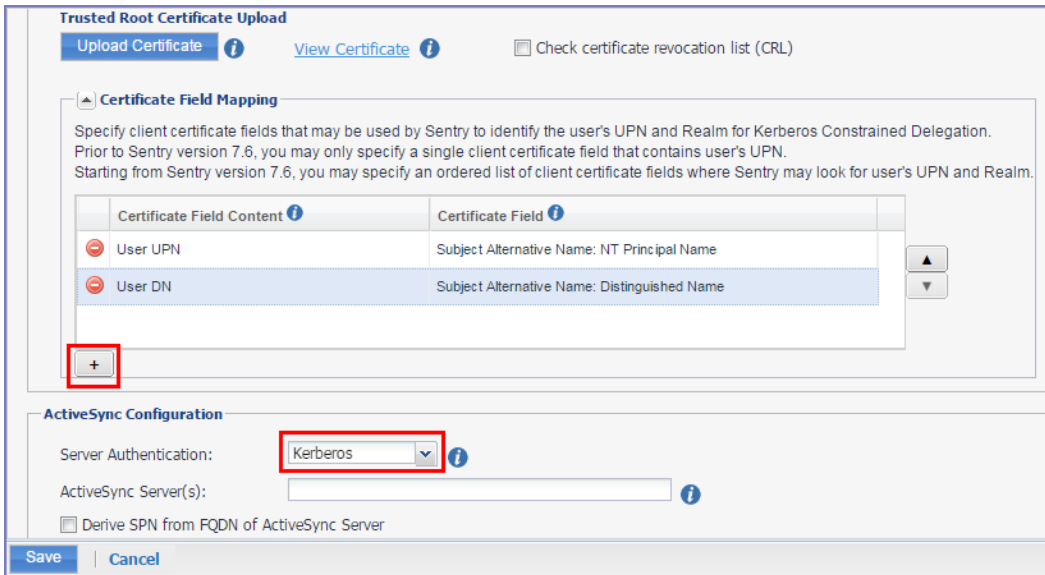 Trusted Root Certificate Upload
Upload Certificate i View Certificate i Check certificate revocation list (CRL)
Certificate Field Mapping
Specify client certificate fields that may be used by Sentry to identify the user's UPN and Realm for Kerberos Constrained Delegation.
Prior to Sentry version 7.6, you may only specify a single client certificate field that contains user's UPN.
Starting from Sentry version 7.6, you may specify an ordered list of client certificate fields where Sentry may look for user's UPN and Realm.
Certificate Field Content i Certificate Field i
User UPN Subject Alternative Name: NT Principal Name
User DN Subject Alternative Name: Distinguished Name
+
ActiveSync Configuration
Server Authentication: Kerberos i
ActiveSync Server(s): i
Derive SPN from FQDN of ActiveSync Server
Save | Cancel